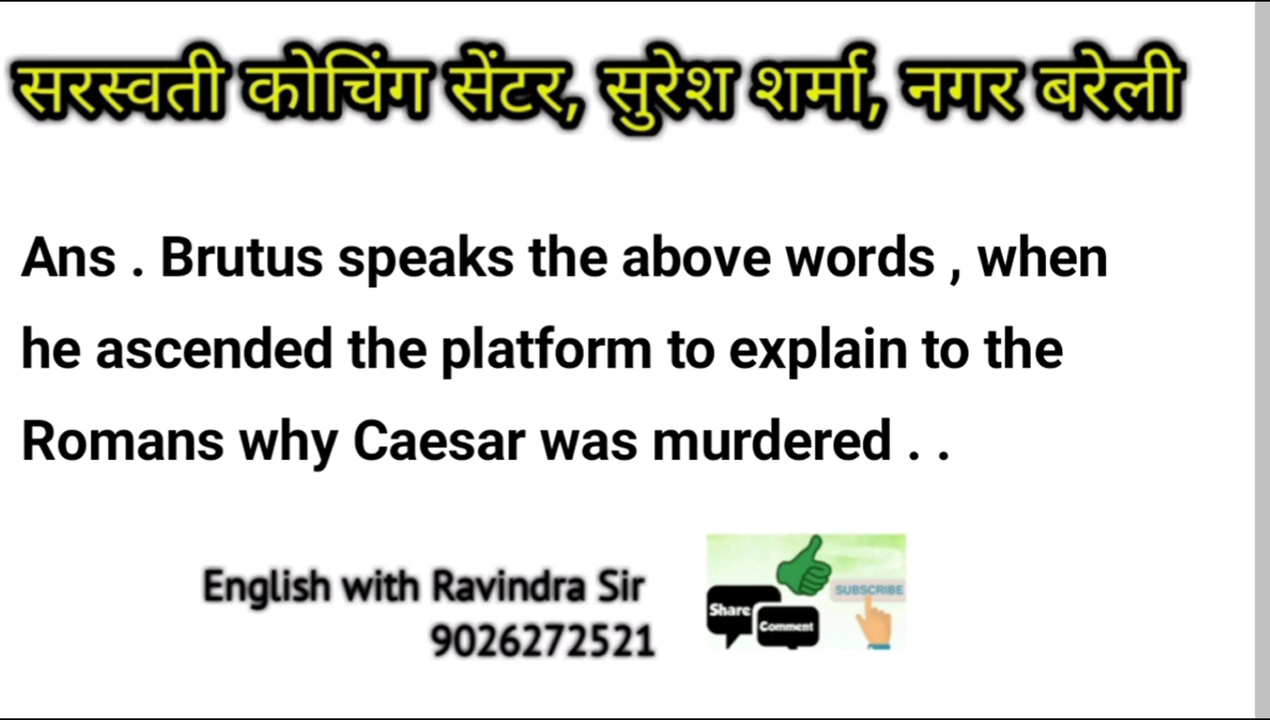 सरस्वती कोचिंग सेंटर, सुरेश शर्मा, नगर बरेली
Ans . Brutus speaks the above words , when
he ascended the platform to explain to the
Romans why Caesar was murdered . .
English with Ravindra Sir
9026272521
SUBSCRIBE
Share
Comment